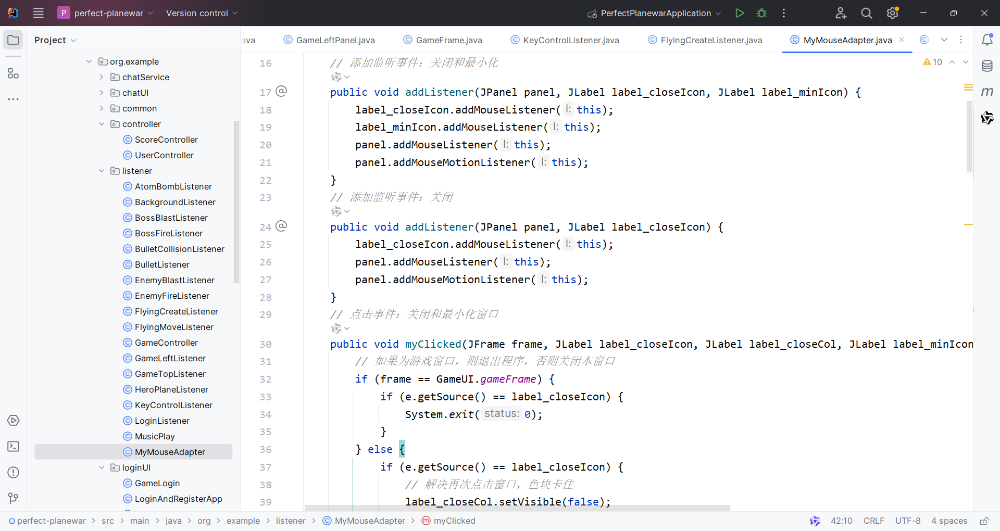 P perfect-planewar
Version control
PerfectPlanewarApplication
Project
ava
GameLeftPanel.java
GameFrame.java
KeyControlListener.java
FlyingCreateListener.java
MyMouseAdapter.java
org.example
chatService
chatUI
common
controller
ScoreController
UserController
listener
AtomBombListener
BackgroundListener
BossBlastListener
BossFireListener
BulletCollisionListener
BulletListener
EnemyBlastListener
EnemyFireListener
FlyingCreateListener
FlyingMoveListener
GameController
GameLeftListener
GameTopListener
HeroPlaneListener
KeyControlListener
LoginListener
MusicPlay
MyMouseAdapter
loginUI
GameLogin
LoginAndRegisterApp
10
16 // 添加监听事件：关闭和最小化
17 public void addListener(JPanel panel, JLabel label_closeIcon, JLabel label_minIcon) {
18 label_closeIcon.addMouseListener( l: this);
19 label_minIcon.addMouseListener( l: this);
20 panel.addMouseListener( l: this);
21 panel.addMouseMotionListener( l: this);
22 }
23 // 添加监听事件：关闭
24 public void addListener(JPanel panel, JLabel label_closeIcon) {
25 label_closeIcon.addMouseListener( l: this);
26 panel.addMouseListener( l: this);
27 panel.addMouseMotionListener( l: this);
28 }
29 // 点击事件：关闭和最小化窗口
30 public void myClicked(JFrame frame, JLabel label_closeIcon, JLabel label_closeCol, JLabel label_minIcon
31 // 如果为游戏窗口，则退出程序，否则关闭本窗口
32 if (frame == GameUI.gameFrame) {
33 if (e.getSource() == label_closeIcon) {
34 System.exit( status: 0);
35 }
36 } else {
37 if (e.getSource() == label_closeIcon) {
38 // 解决再次点击窗口，色块卡住
39 label_closeCol.setVisible(false);
perfect-planewar > src > main > java > org > example > listener > MyMouseAdapter > myClicked
42:10 CRLF UTF-8 4 spaces